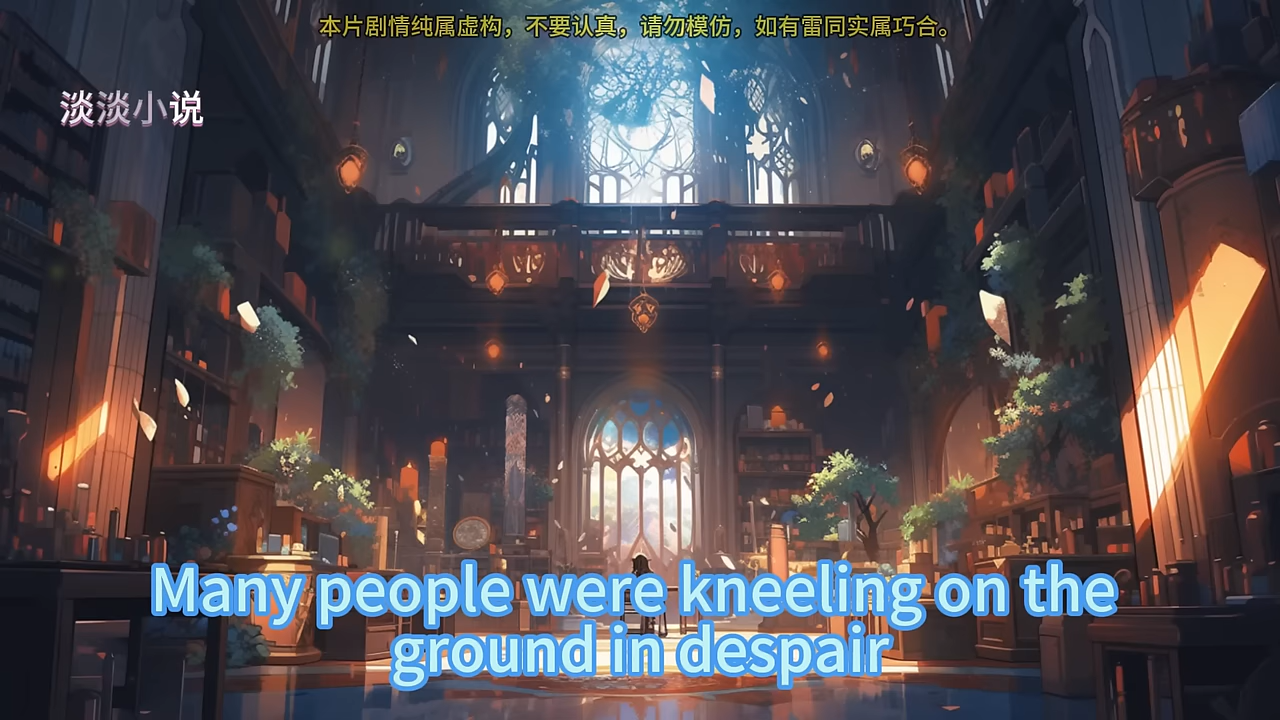 本片剧情纯属虚构，不要认真，请勿模仿，如有雷同实属巧合。
淡淡小说
Many people were kneeling on the
ground in despair